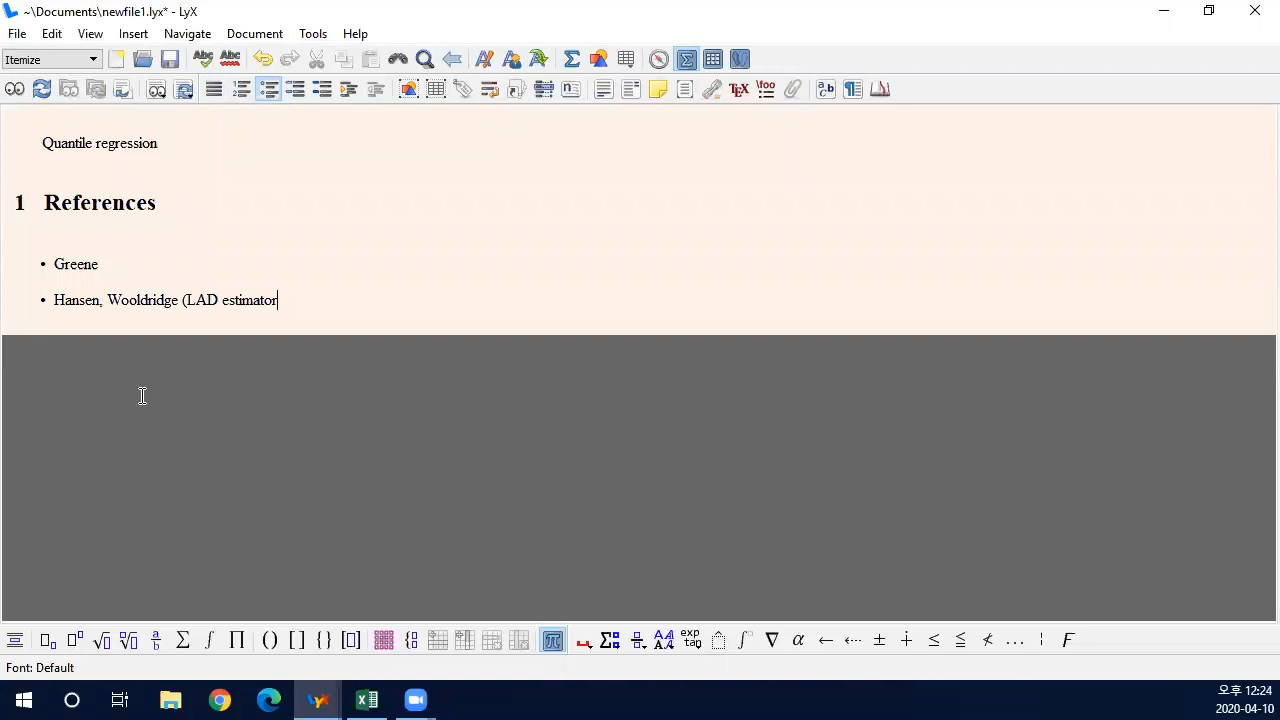 ~\Documents\newfile1.lyx* - LyX
File Edit View Insert Navigate Document Tools Help
Itemize
Quantile regression
1 References
• Greene
• Hansen, Wooldridge (LAD estimator
Font: Default
오후 12:24
2020-04-10